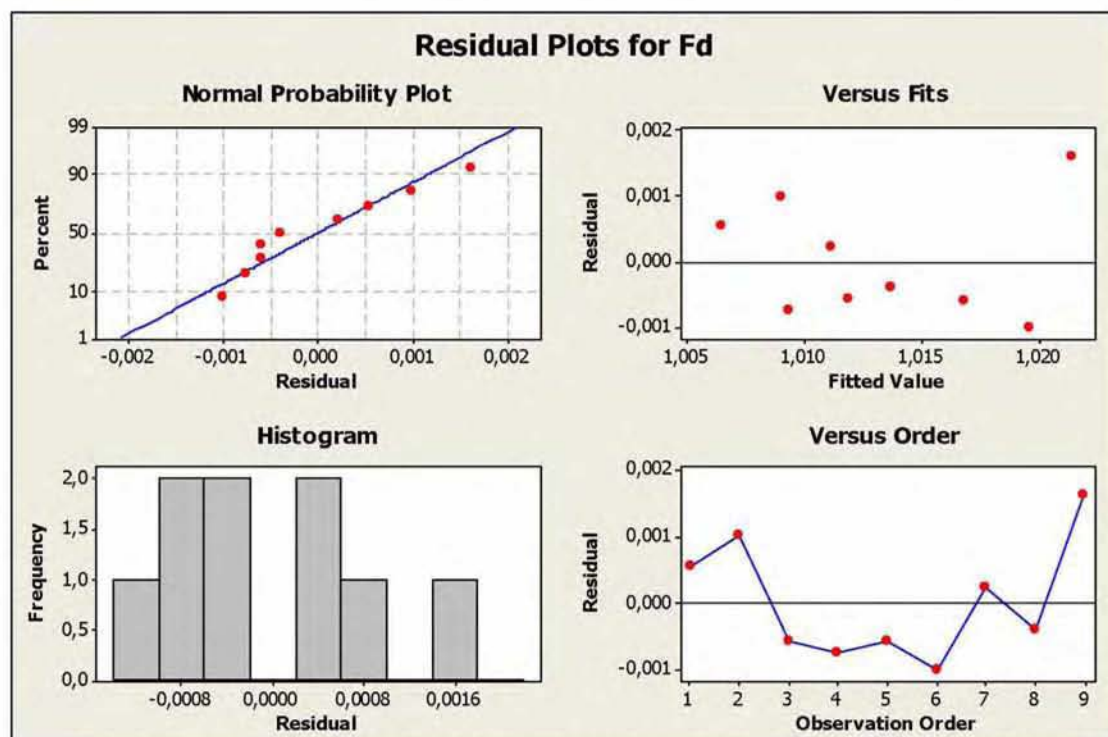 Residual Plots for Fd
Normal Probability Plot
99
90
50
10
1
Percent
-0,002 -0,001 0,000 0,001 0,002
Residual
Versus Fits
0,002
0,001
0,000
-0,001
Residual
1,005 1,010 1,015 1,020
Fitted Value
Histogram
2,0
1,5
1,0
0,5
0,0
Frequency
-0,0008 0,0000 0,0008 0,0016
Residual
Versus Order
0,002
0,001
0,000
-0,001
Residual
1 2 3 4 5 6 7 8 9
Observation Order